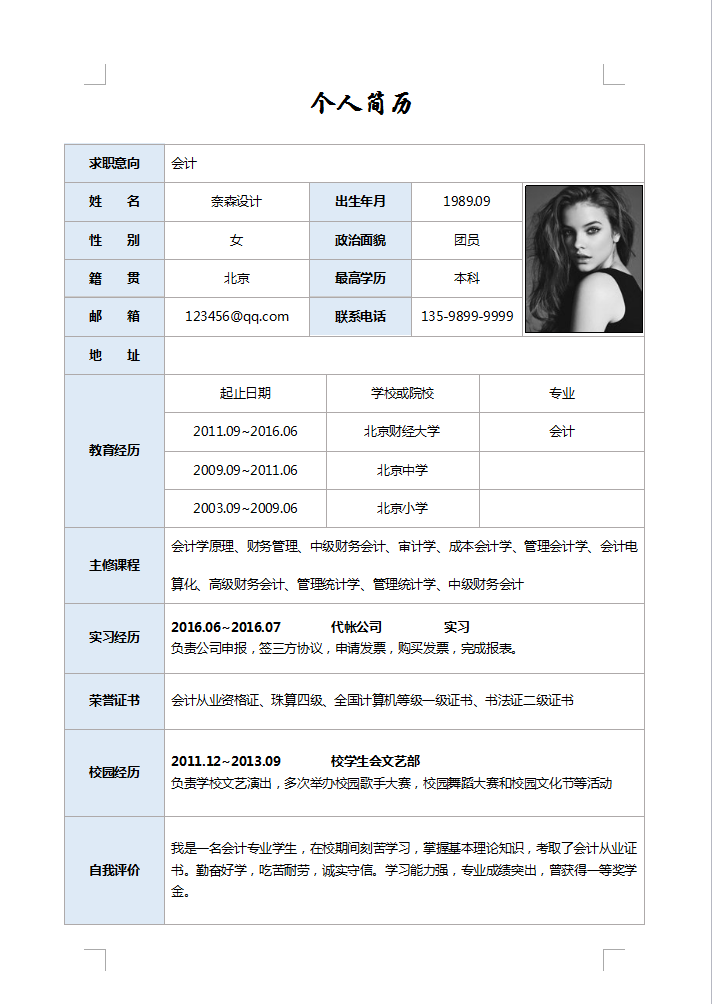 个人简历
求职意向 会计
姓 名 奈森设计 出生年月 1989.09
性 别 女 政治面貌 团员
籍 贯 北京 最高学历 本科
邮 箱 123456@qq.com 联系电话 135-9899-9999
地 址
教育经历
起止日期 学校或院校 专业
2011.09~2016.06 北京财经大学 会计
2009.09~2011.06 北京中学
2003.09~2009.06 北京小学
主修课程
会计学原理、财务管理、中级财务会计、审计学、成本会计学、管理会计学、会计电
算化、高级财务会计、管理统计学、管理统计学、中级财务会计
实习经历
2016.06~2016.07 代帐公司 实习
负责公司申报，签三方协议，申请发票，购买发票，完成报表。
荣誉证书 会计从业资格证、珠算四级、全国计算机等级一级证书、书法证二级证书
校园经历
2011.12~2013.09 校学生会文艺部
负责学校文艺演出，多次举办校园歌手大赛，校园舞蹈大赛和校园文化节等活动
自我评价
我是一名会计专业学生，在校期间刻苦学习，掌握基本理论知识，考取了会计从业证
书。勤奋好学，吃苦耐劳，诚实守信。学习能力强，专业成绩突出，曾获得一等奖学
金。